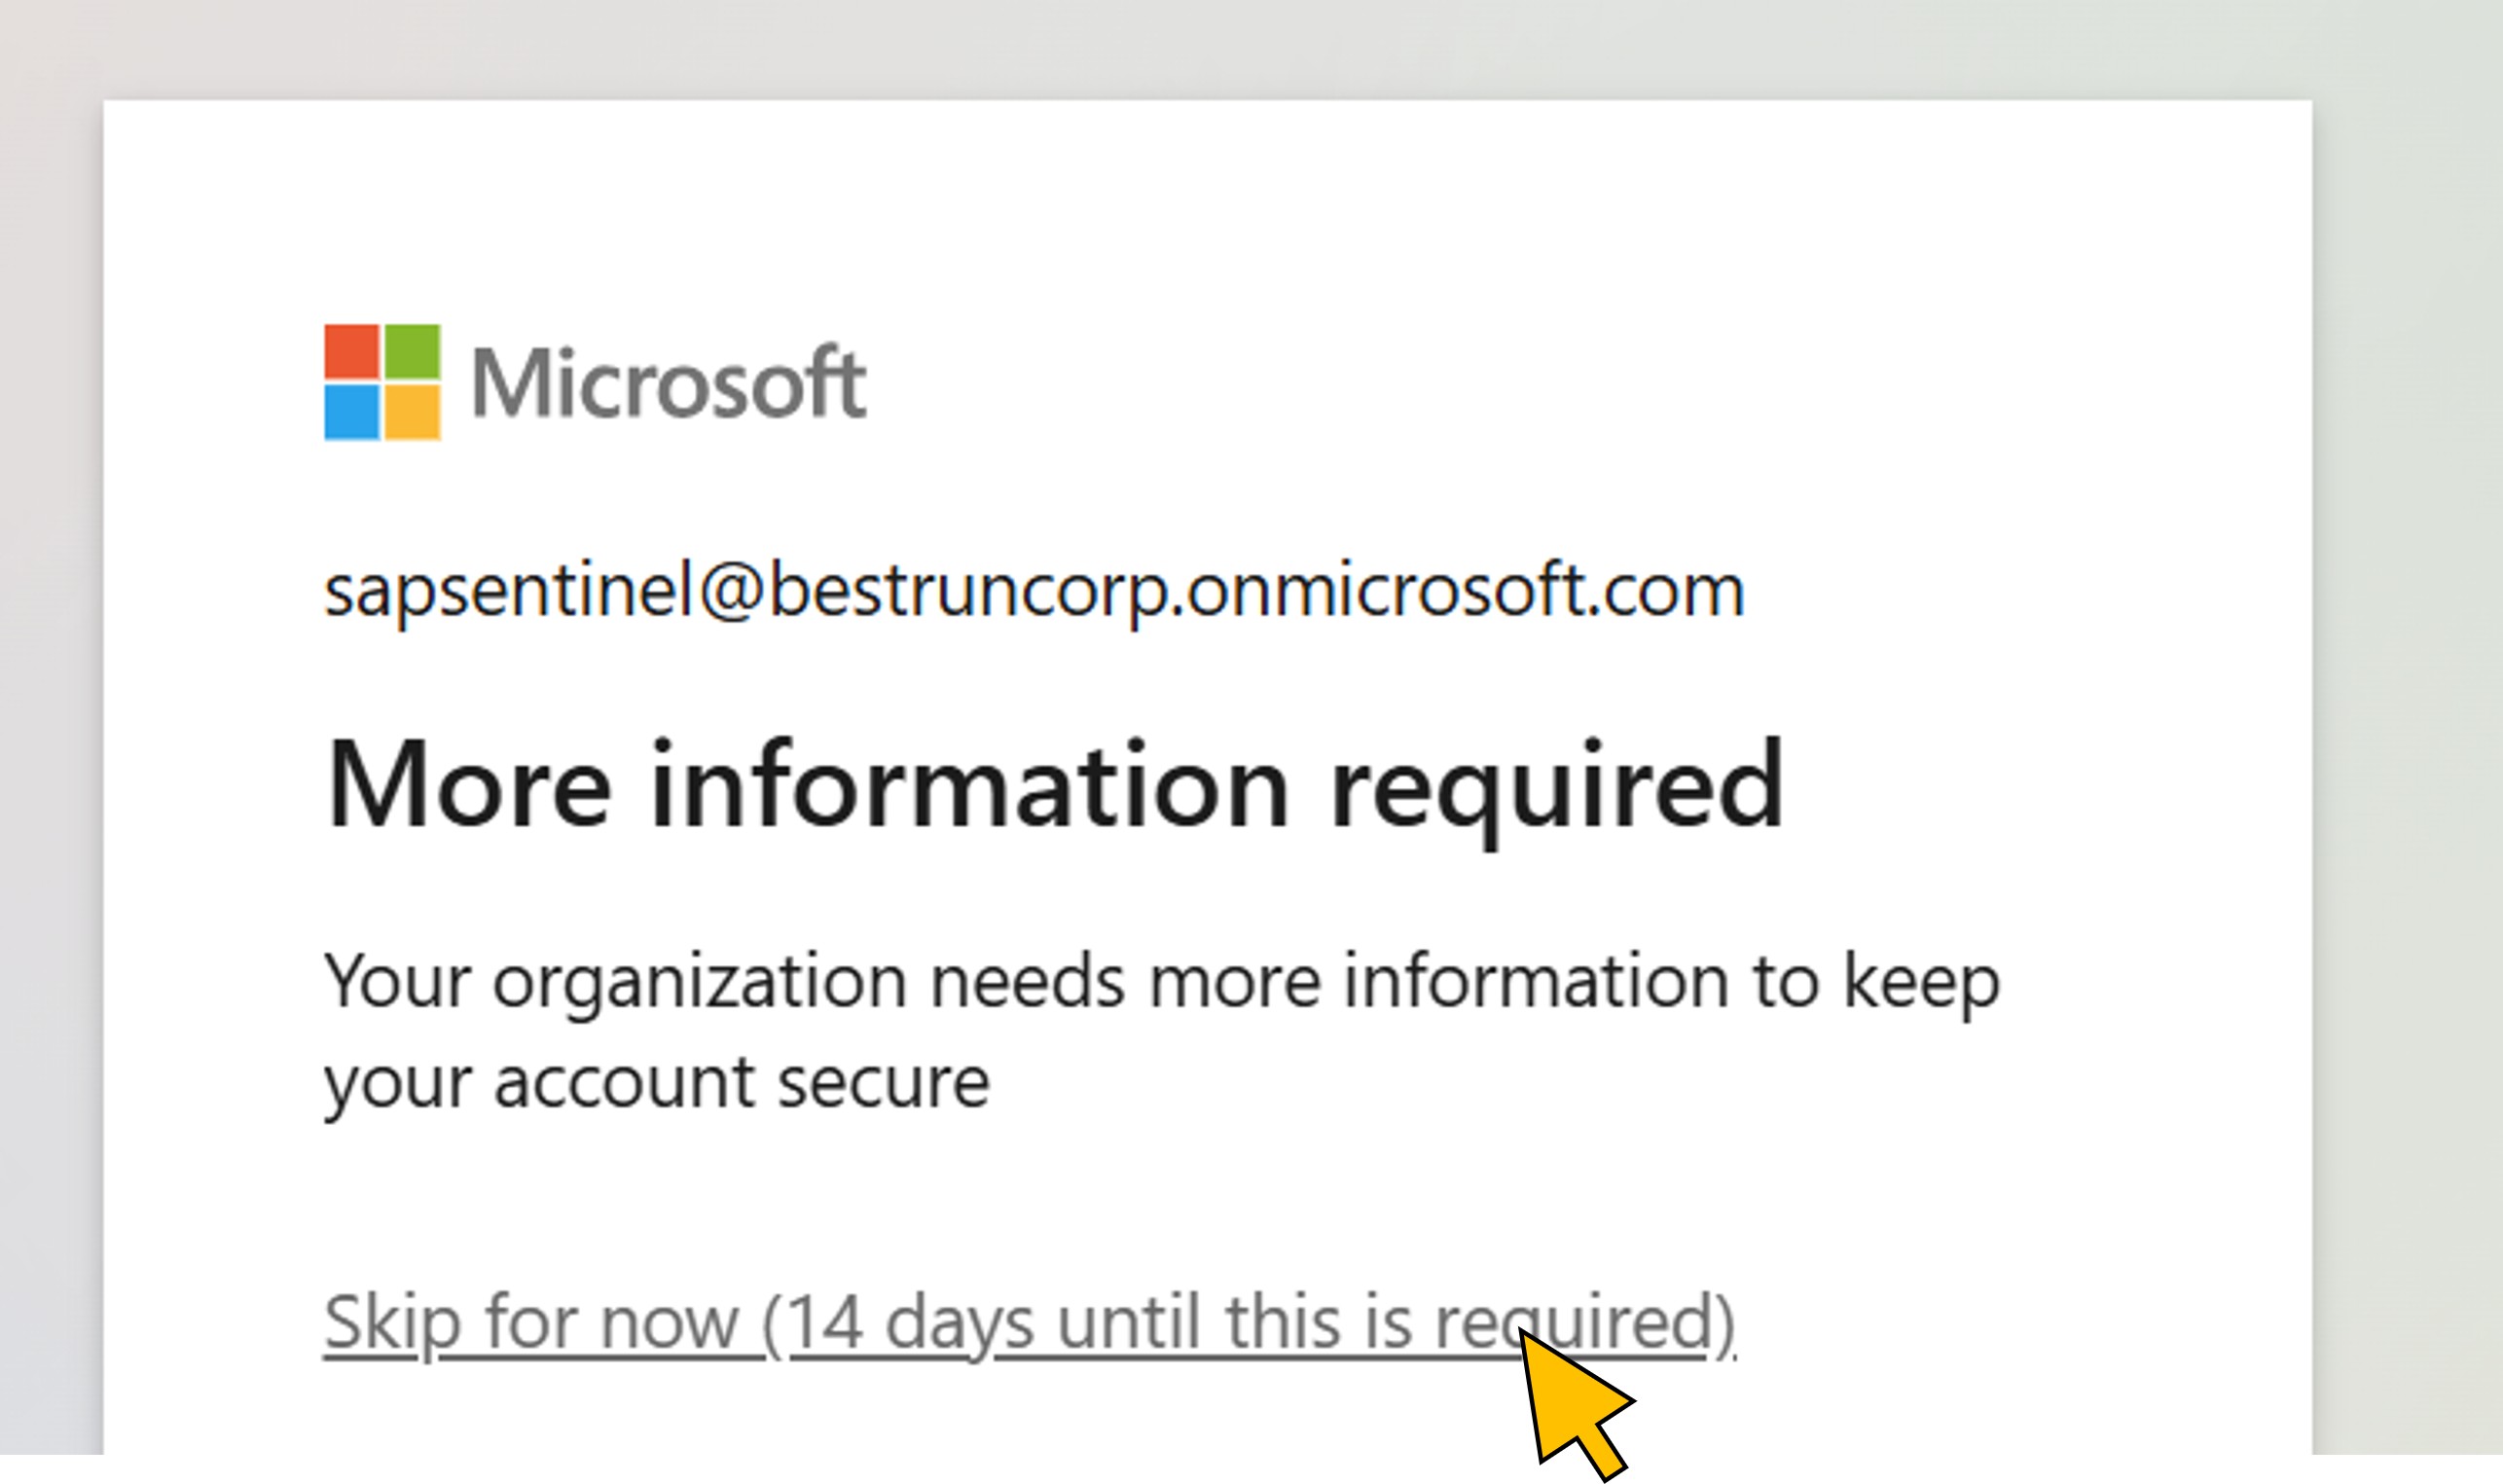 Microsoft
sapsentinel@bestruncorp.onmicrosoft.com
More information required
Your organization needs more information to keep
your account secure
Skip for now (14 days until this is required)